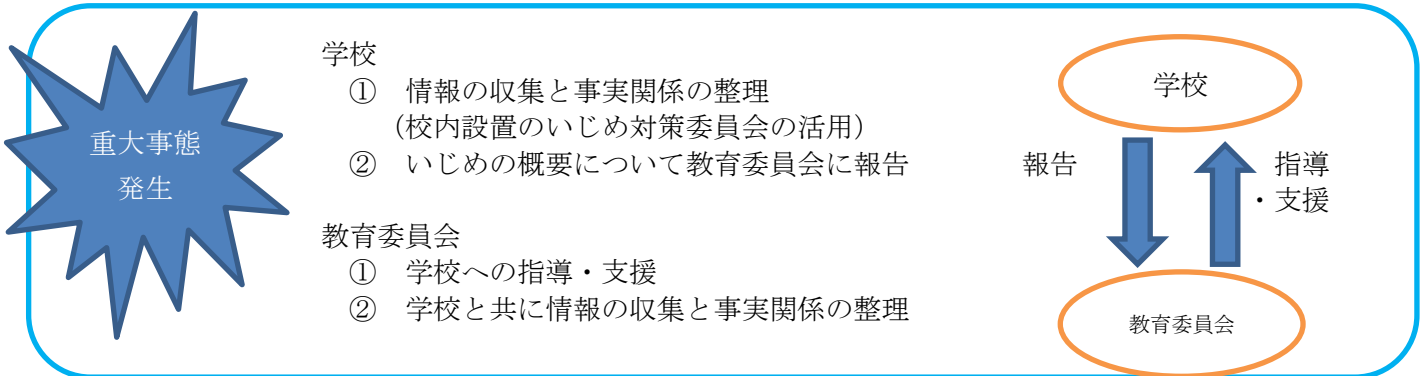 重大事態
発生
学校
① 情報の収集と事実関係の整理
(校内設置のいじめ対策委員会の活用)
② いじめの概要について教育委員会に報告
教育委員会
① 学校への指導・支援
② 学校と共に情報の収集と事実関係の整理
学校
報告
指導
・支援
教育委員会